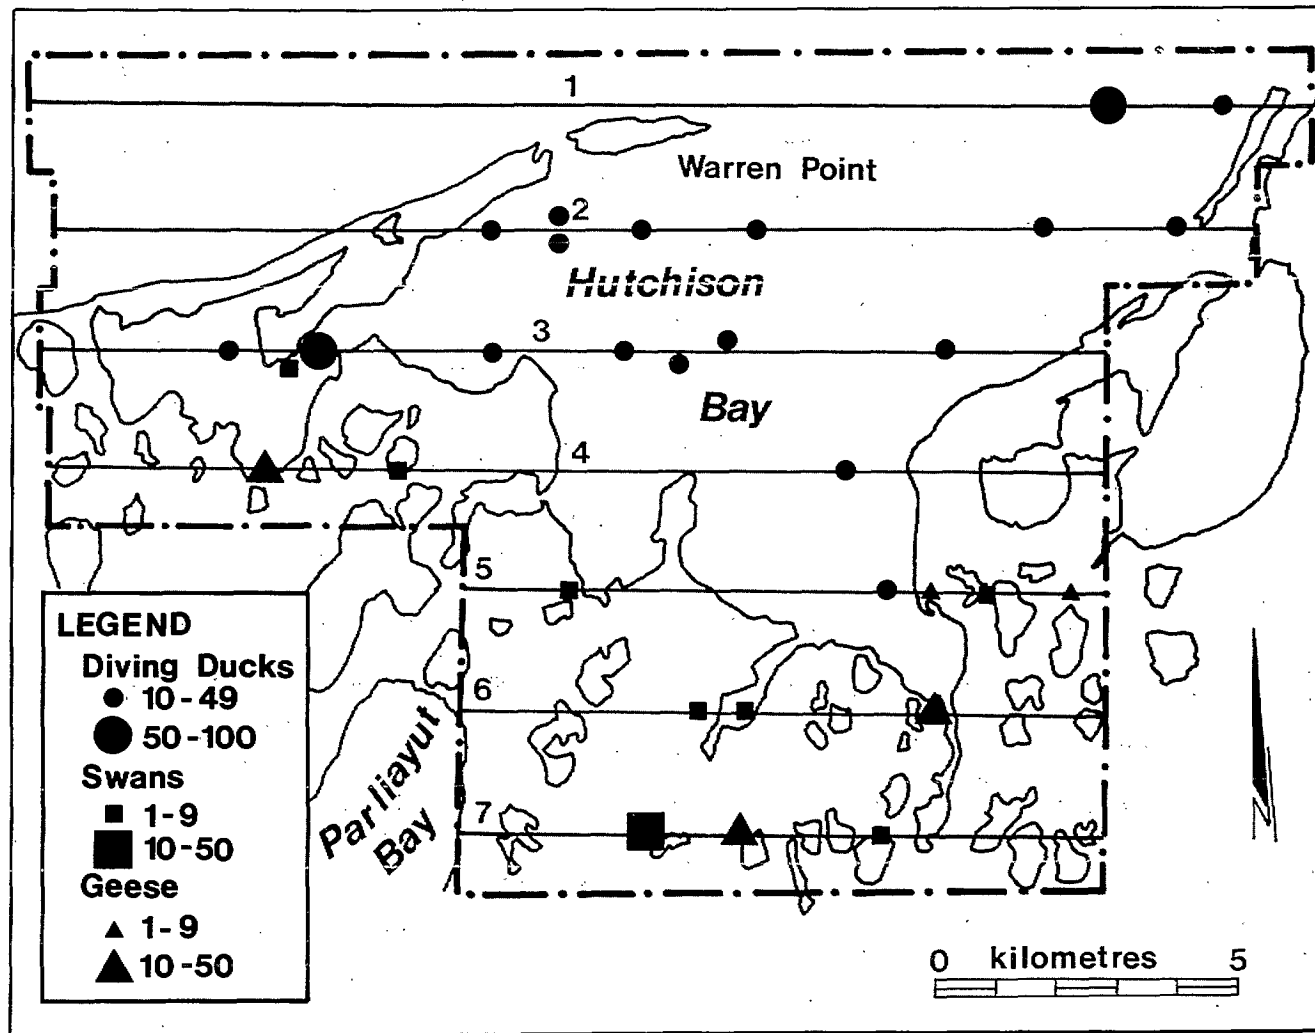 1
Warren Point
2
Hutchison
3
Bay
4
5
6
7
Parliayut
Bay
LEGEND
Diving Ducks
10-49
50-100
Swans
1-9
10-50
Geese
1-9
10-50
0 kilometres 5
N